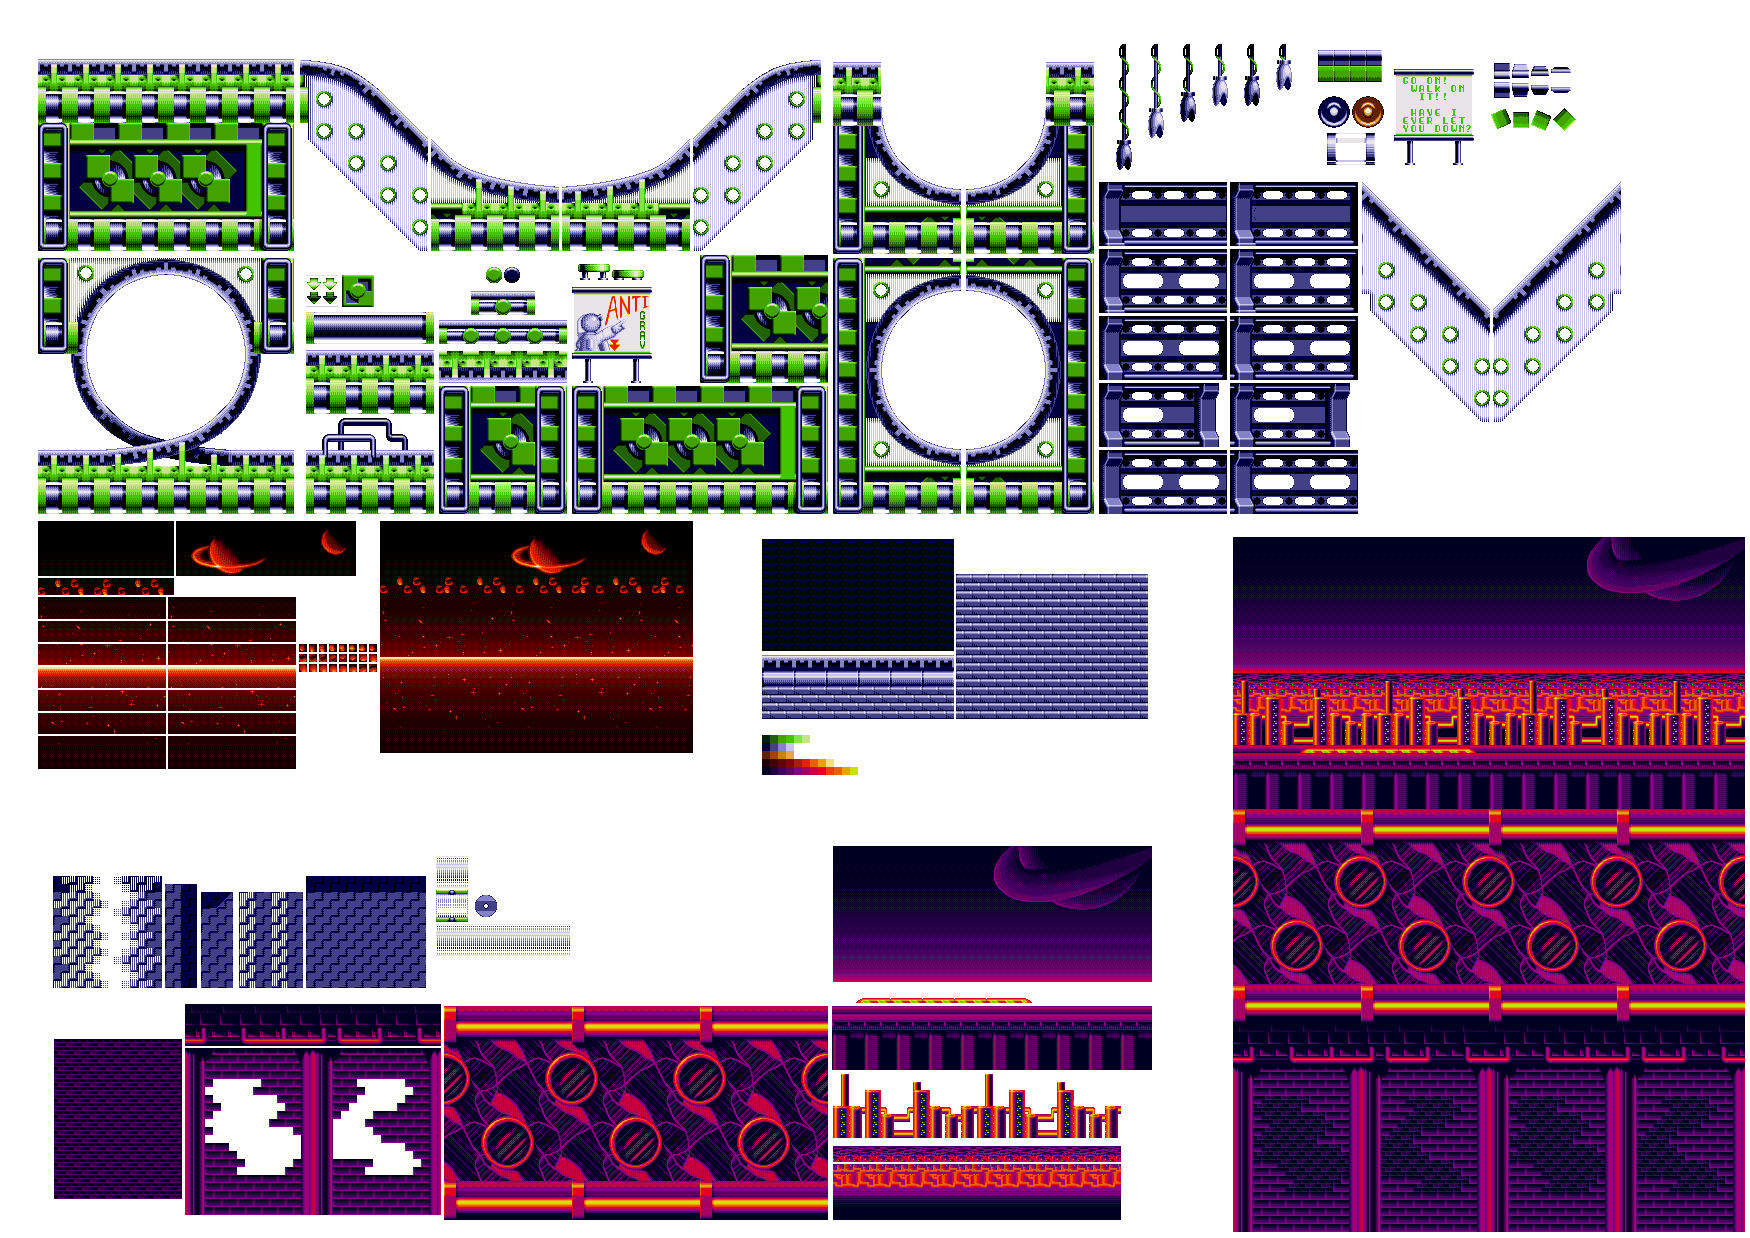 GO ON!
WALK ON
IT!!
HAVE I
EVER LET
YOU DOWN?
ANTI
GRAV